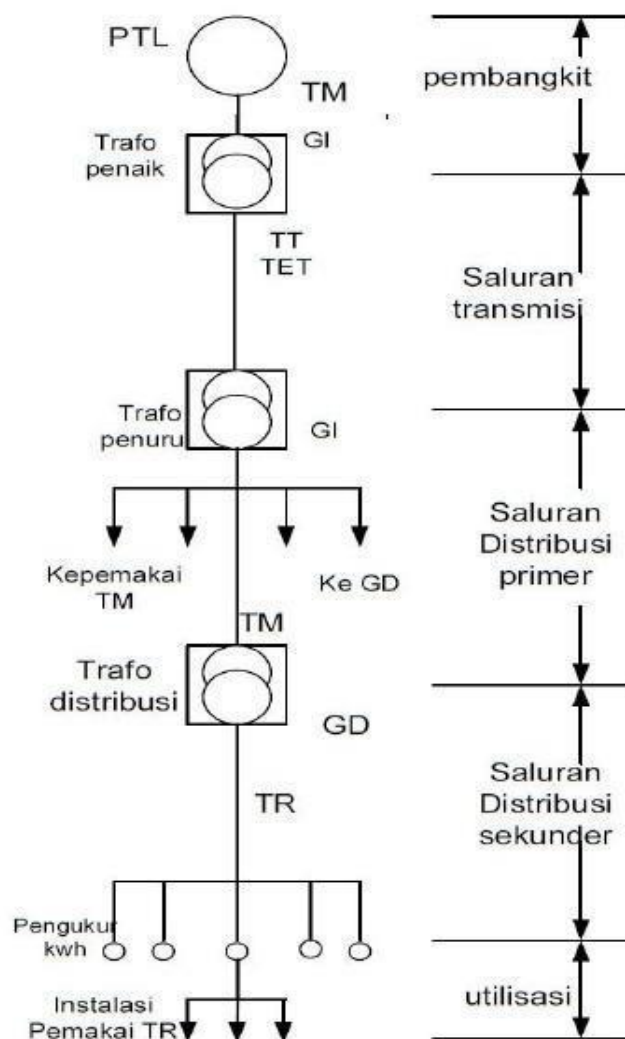 PTL
TM
pembangkit
Trafo
penaik
GI
TT
TET
Saluran
transmisi
Trafo
penuru
GI
Saluran
Distribusi
primer
Kepemakai
TM
Ke GD
TM
Trafo
distribusi
GD
Saluran
Distribusi
sekunder
TR
Pengukur
kwh
Instalasi
Pemakai TR
utilisasi